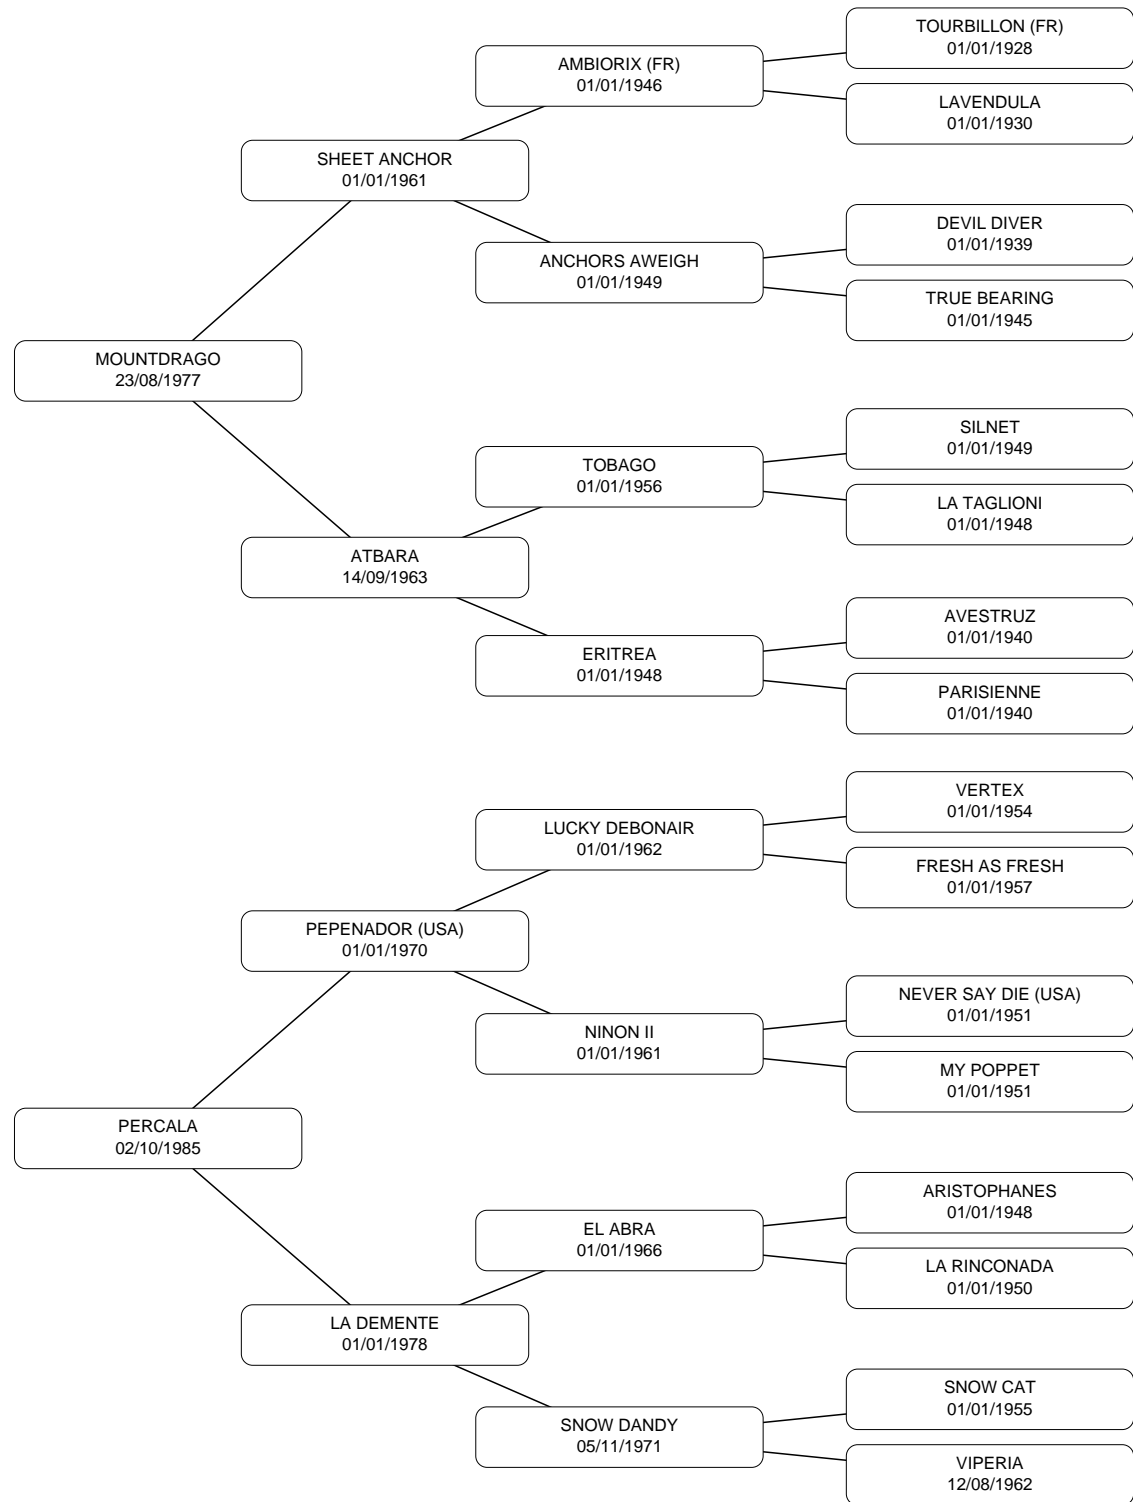 TOURBILLON (FR)
01/01/1928
AMBIORIX (FR)
01/01/1946
LAVENDULA
01/01/1930
SHEET ANCHOR
01/01/1961
DEVIL DIVER
01/01/1939
ANCHORS AWEIGH
01/01/1949
TRUE BEARING
01/01/1945
MOUNTDRAGO
23/08/1977
SILNET
01/01/1949
TOBAGO
01/01/1956
LA TAGLIONI
01/01/1948
ATBARA
14/09/1963
AVESTRUZ
01/01/1940
ERITREA
01/01/1948
PARISIENNE
01/01/1940
VERTEX
01/01/1954
LUCKY DEBONAIR
01/01/1962
FRESH AS FRESH
01/01/1957
PEPENADOR (USA)
01/01/1970
NEVER SAY DIE (USA)
01/01/1951
NINON II
01/01/1961
MY POPPET
01/01/1951
PERCALA
02/10/1985
ARISTOPHANES
01/01/1948
EL ABRA
01/01/1966
LA RINCONADA
01/01/1950
LA DEMENTE
01/01/1978
SNOW CAT
01/01/1955
SNOW DANDY
05/11/1971
VIPERIA
12/08/1962